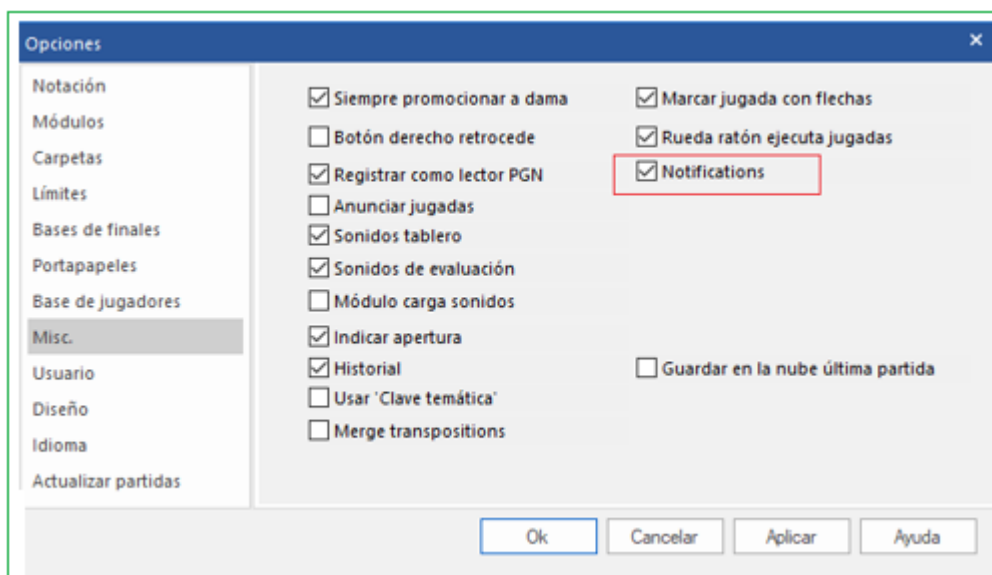 Opciones
Notación
Módulos
Carpetas
Límites
Bases de finales
Portapapeles
Base de jugadores
Misc.
Usuario
Diseño
Idioma
Actualizar partidas
Siempre promocionar a dama
Botón derecho retrocede
Registrar como lector PGN
Anunciar jugadas
Sonidos tablero
Sonidos de evaluación
Módulo carga sonidos
Indicar apertura
Historial
Usar 'Clave temática'
Merge transpositions
Marcar jugada con flechas
Rueda ratón ejecuta jugadas
Notifications
Guardar en la nube última partida
Ok
Cancelar
Aplicar
Ayuda